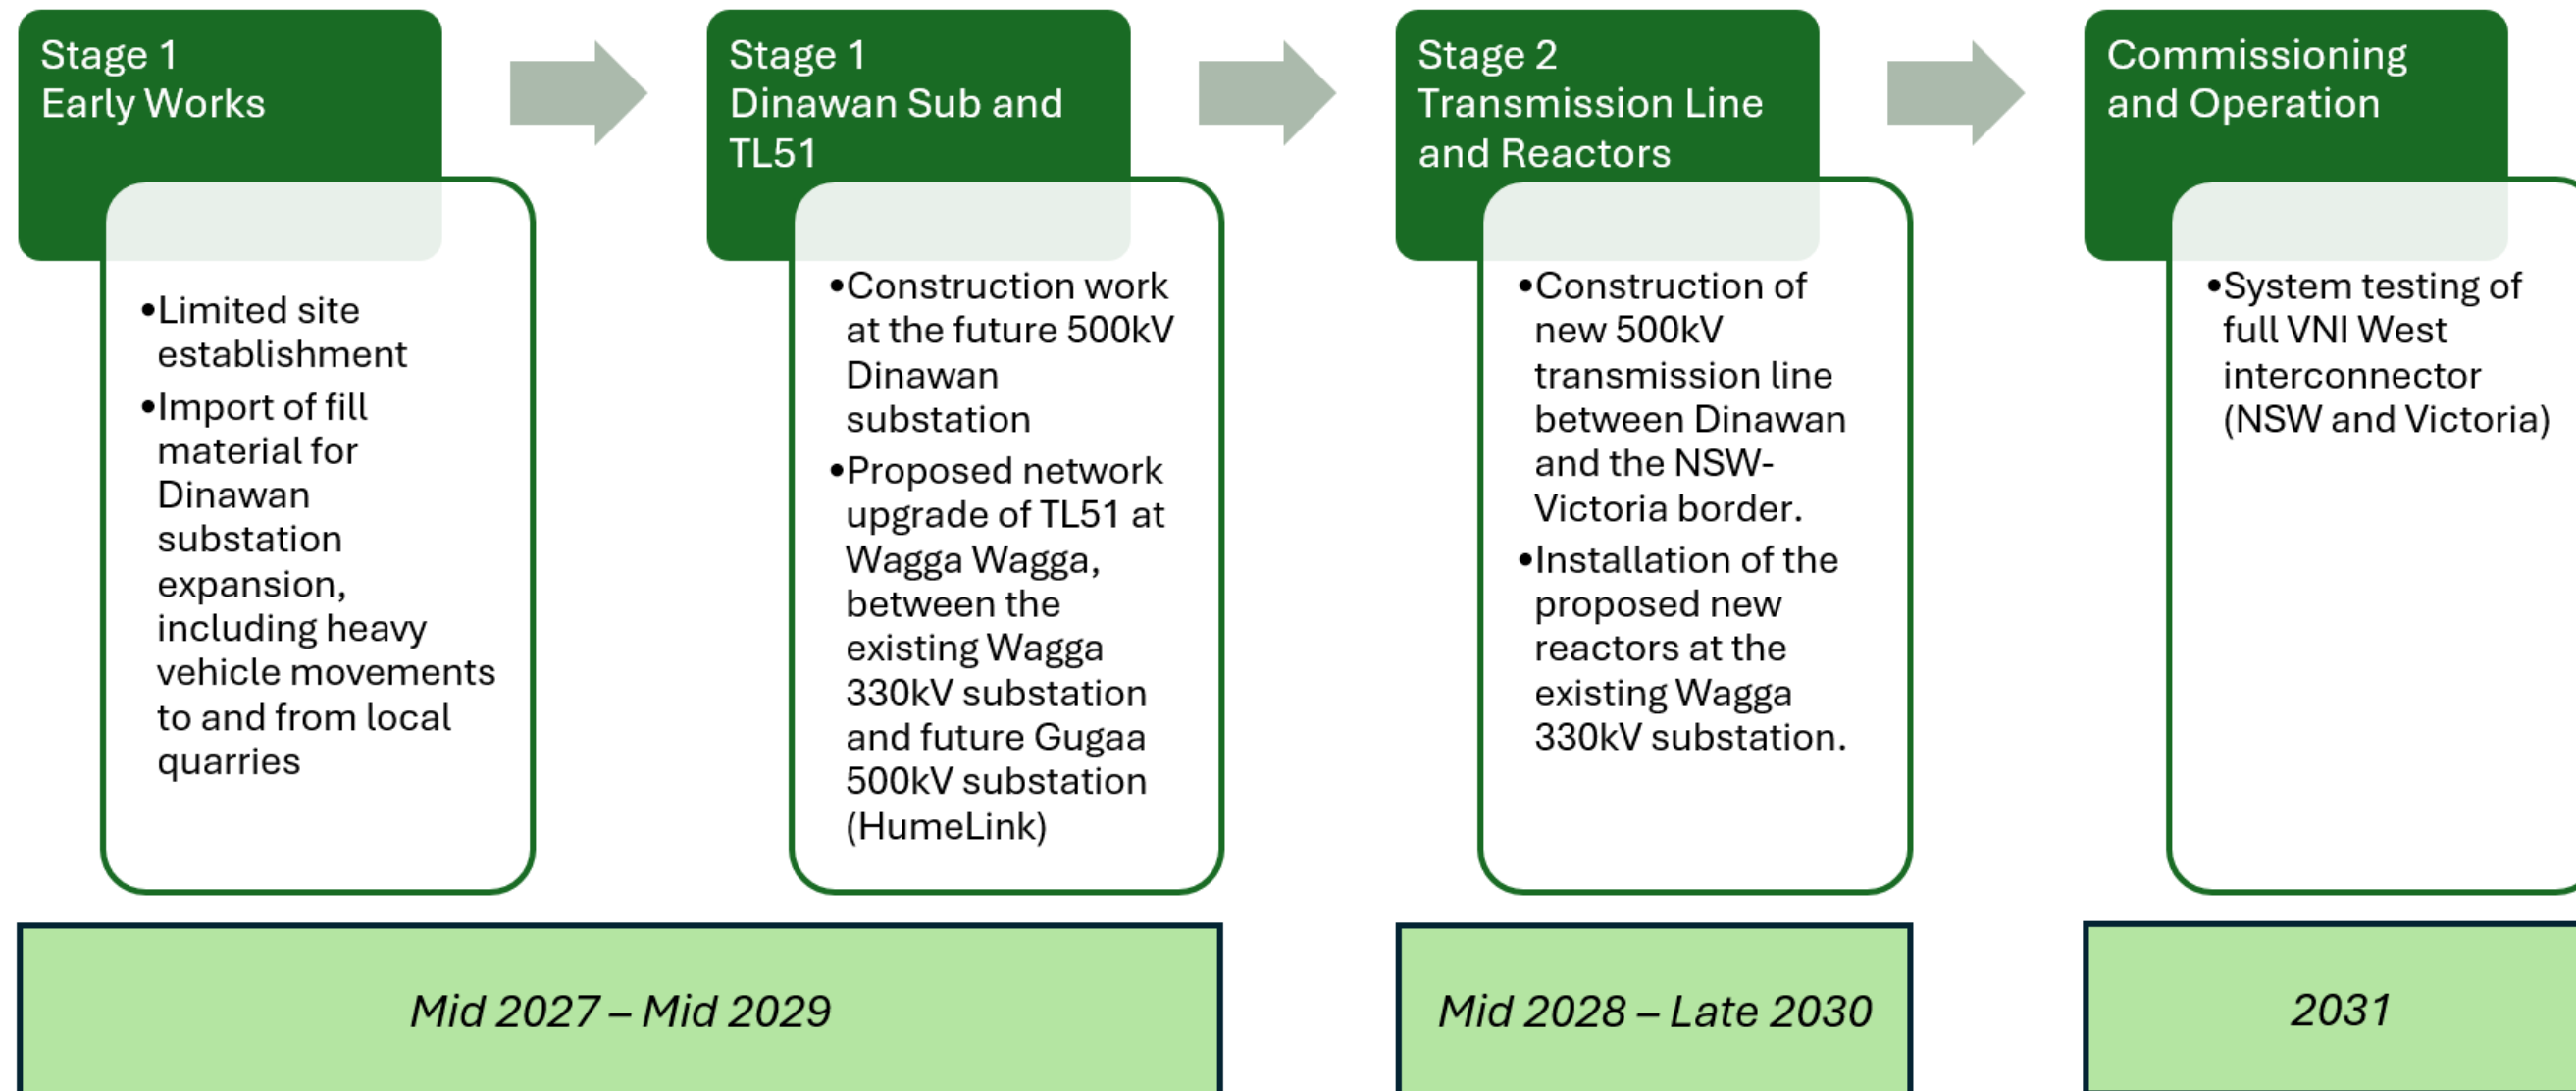 Stage 1
Early Works
•Limited site
establishment
•Import of fill
material for
Dinawan
substation
expansion,
including heavy
vehicle movements
to and from local
quarries
Stage 1
Dinawan Sub and
TL51
•Construction work
at the future 500kV
Dinawan
substation
•Proposed network
upgrade of TL51 at
Wagga Wagga,
between the
existing Wagga
330kV substation
and future Gugaa
500kV substation
(HumeLink)
Stage 2
Transmission Line
and Reactors
•Construction of
new 500kV
transmission line
between Dinawan
and the NSW-
Victoria border.
•Installation of the
proposed new
reactors at the
existing Wagga
330kV substation.
Commissioning
and Operation
•System testing of
full VNI West
interconnector
(NSW and Victoria)
Mid 2027 – Mid 2029
Mid 2028 – Late 2030
2031